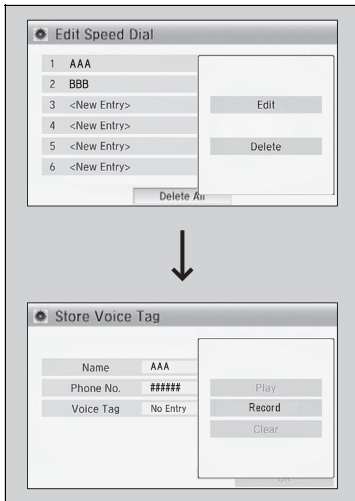 Edit Speed Dial
1 AAA
2 BBB
3 <New Entry>
4 <New Entry>
5 <New Entry>
6 <New Entry>
Edit
Delete
Delete All
Store Voice Tag
Name AAA
Phone No. ######
Voice Tag No Entry
Play
Record
Clear
OK